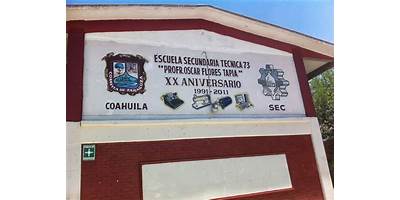 ESCUELA SECUNDARIA TECNICA 73
"PROFR. OSCAR FLORES TAPIA"
XX ANIVERSARIO
1991-2011
COAHUILA
SEC